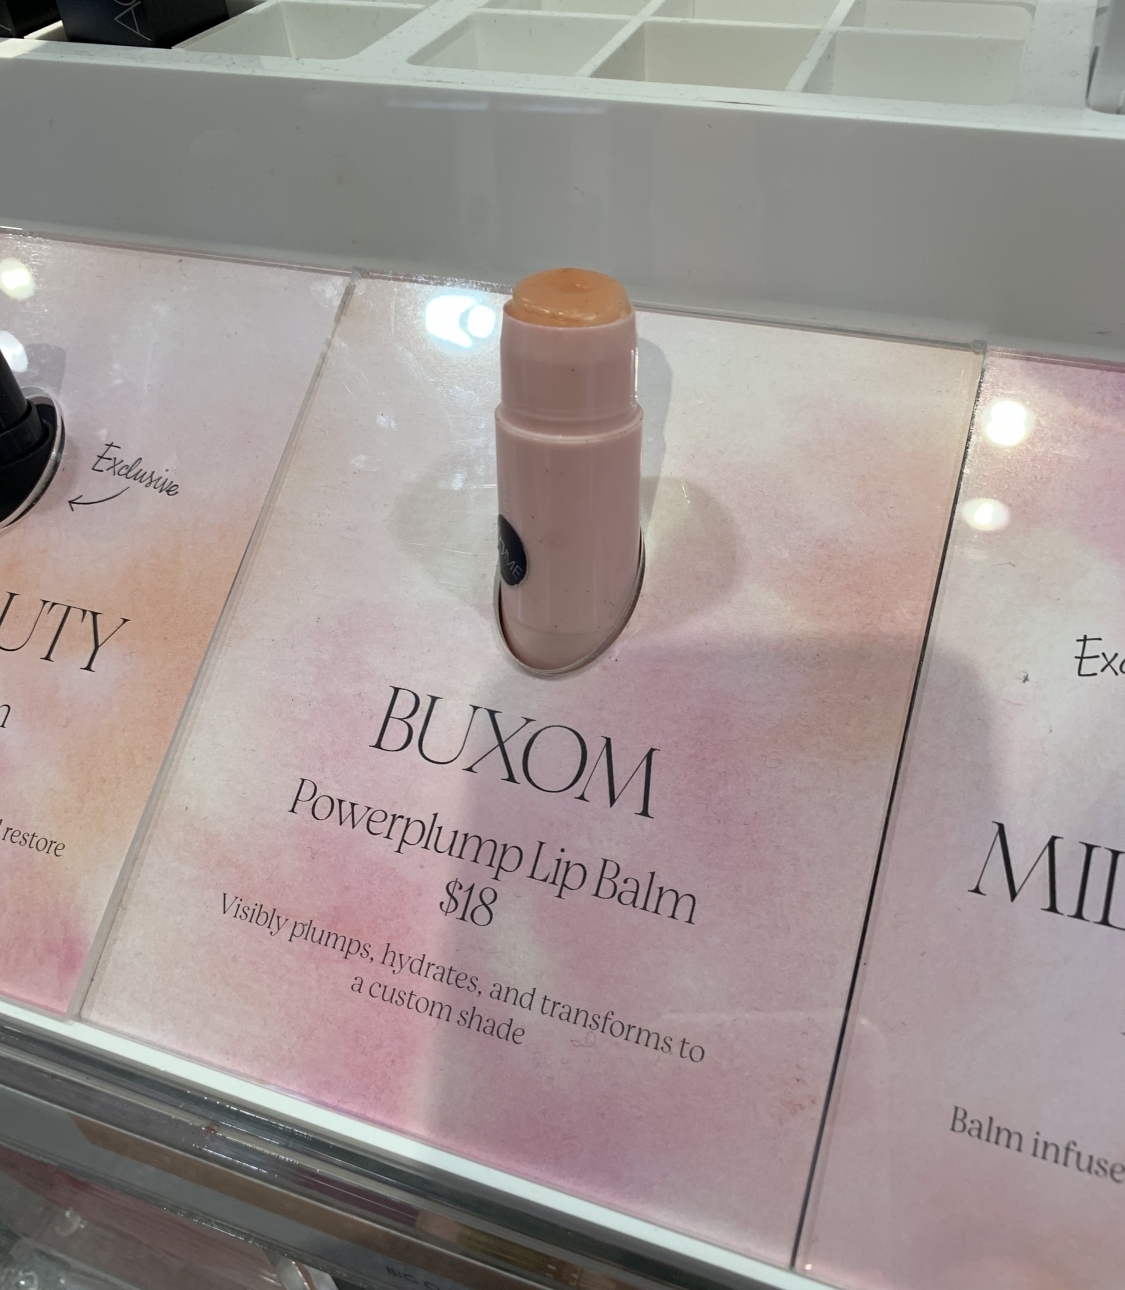 Exclusive
UTY
restore
BUXOM
Powerplump Lip Balm
$18
Visibly plumps, hydrates, and transforms to
a custom shade
MIL
Balm infuse